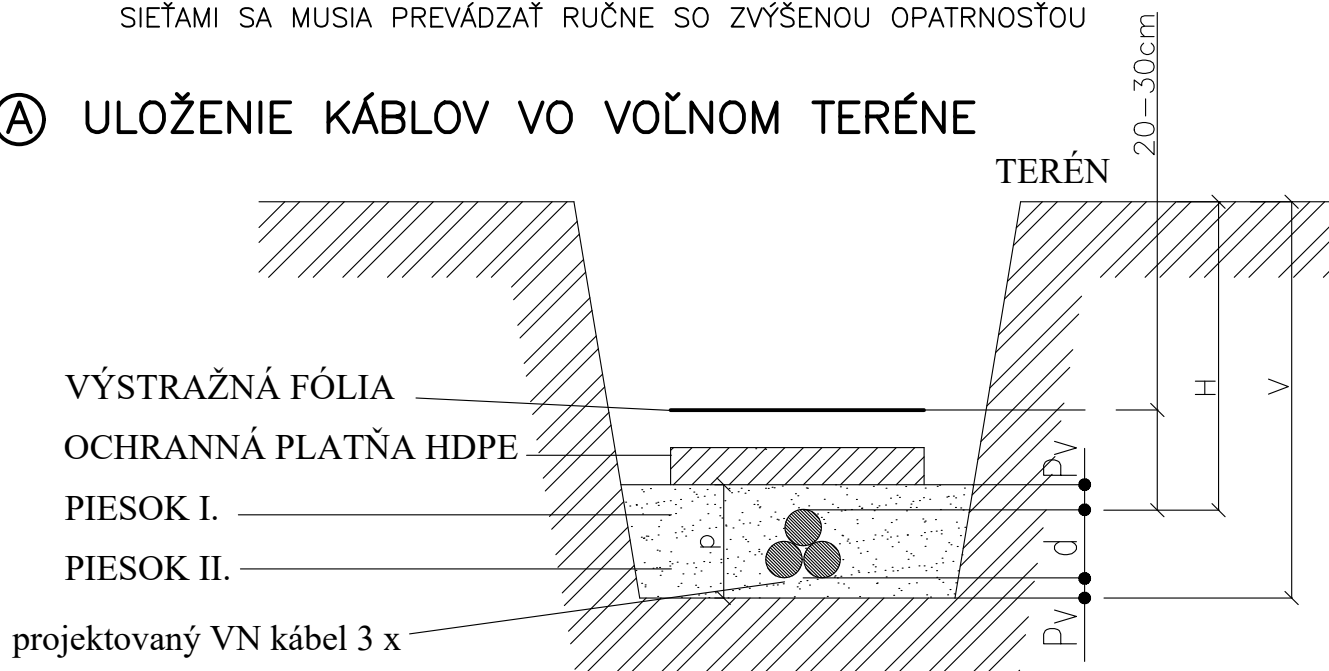 SIEŤAMI SA MUSIA PREVÁDZAŤ RUČNE SO ZVÝŠENOU OPATRNOSŤOU
A ULOŽENIE KÁBLOV VO VOĽNOM TERÉNE
20-30cm
TERÉN
H
V
VÝSTRAŽNÁ FÓLIA
OCHRANNÁ PLATŇA HDPE
Pv
PIESOK I.
p
d
PIESOK II.
Pv
projektovaný VN kábel 3 x